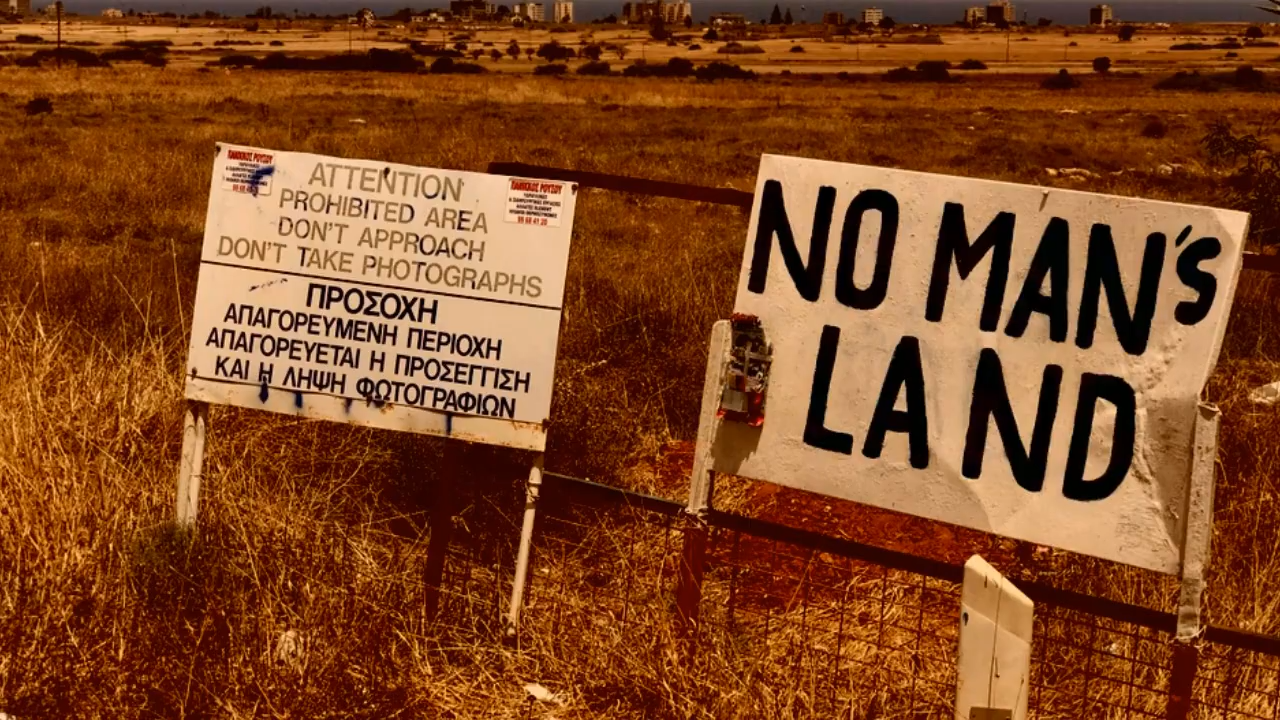 ATTENTION
PROHIBITED AREA
DON'T APPROACH
DON'T TAKE PHOTOGRAPHS
ΠΡΟΣΟΧΗ
ΑΠΑΓΟΡΕΥΜΕΝΗ ΠΕΡΙΟΧΗ
ΑΠΑΓΟΡΕΥΕΤΑΙ Η ΠΡΟΣΕΓΓΙΣΗ
ΚΑΙ Η ΛΗΨΗ ΦΩΤΟΓΡΑΦΙΩΝ
NO MAN'S
LAND